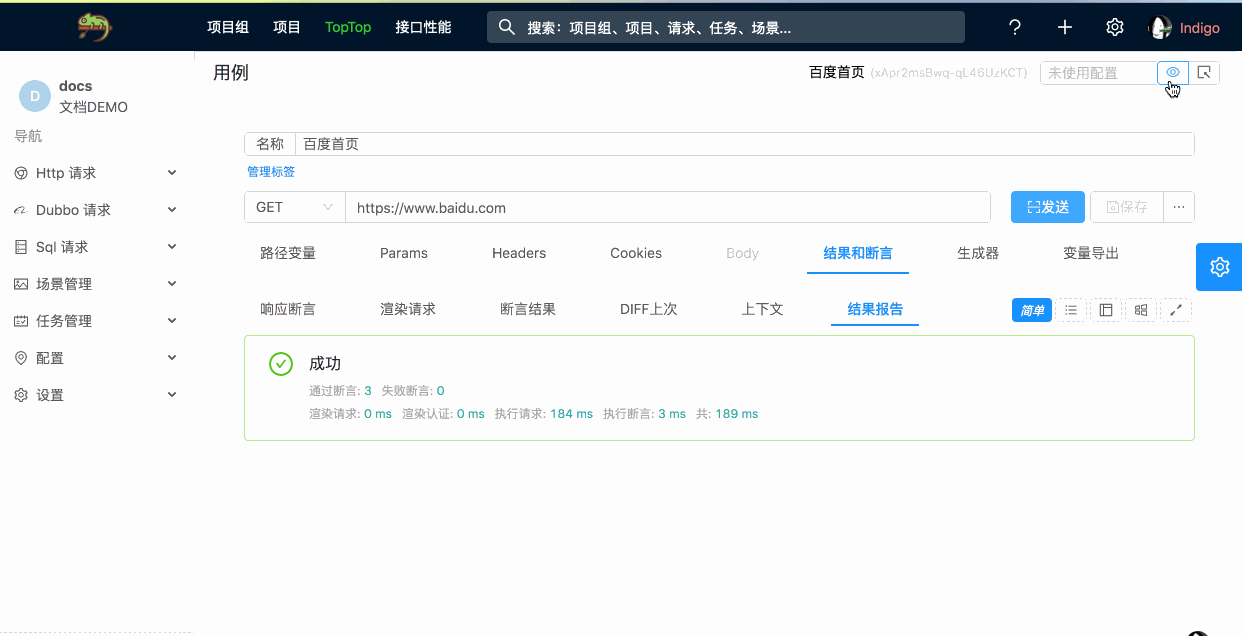 项目组 项目 TopTop 接口性能 搜索：项目组、项目、请求、任务、场景... Indigo
D docs
文档DEMO
导航
Http 请求
Dubbo 请求
Sql 请求
场景管理
任务管理
配置
设置
用例 百度首页 (xApr2msBwq-qL46UzKCT) 未使用配置
名称 百度首页
管理标签
GET https://www.baidu.com 发送 保存 ...
路径变量 Params Headers Cookies Body 结果和断言 生成器 变量导出
响应断言 渲染请求 断言结果 DIFF上次 上下文 结果报告 简单
成功
通过断言: 3 失败断言: 0
渲染请求: 0 ms 渲染认证: 0 ms 执行请求: 184 ms 执行断言: 3 ms 共: 189 ms